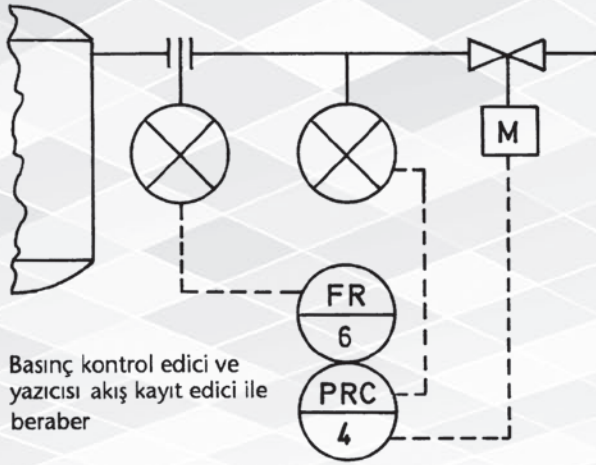 M
FR
6
PRC
4
Basınç kontrol edici ve
yazıcısı akış kayıt edici ile
beraber